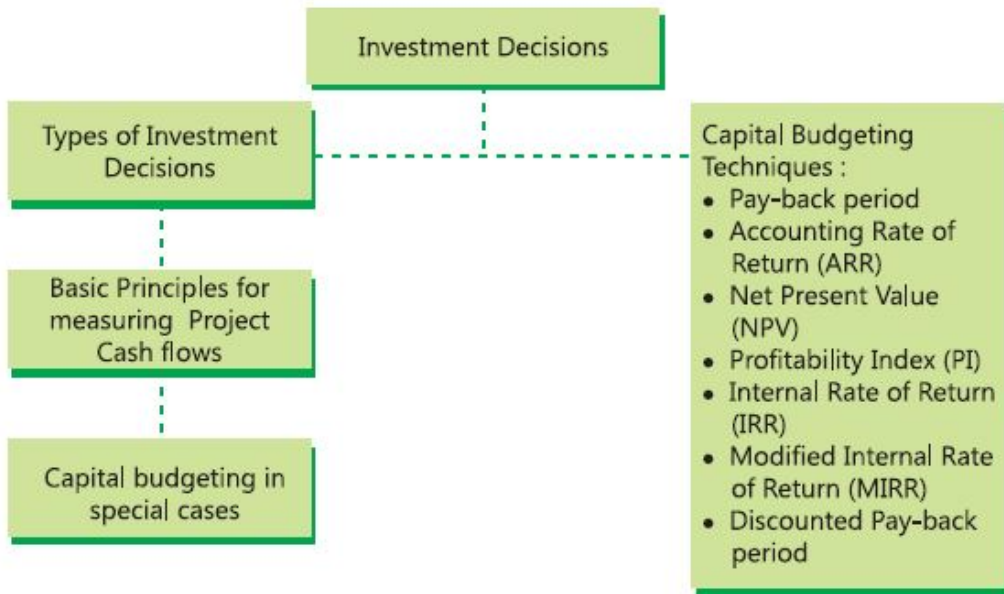 Investment Decisions
Types of Investment
Decisions
Basic Principles for
measuring Project
Cash flows
Capital budgeting in
special cases
Capital Budgeting
Techniques :
• Pay-back period
• Accounting Rate of
Return (ARR)
• Net Present Value
(NPV)
• Profitability Index (PI)
• Internal Rate of Return
(IRR)
• Modified Internal Rate
of Return (MIRR)
• Discounted Pay-back
period